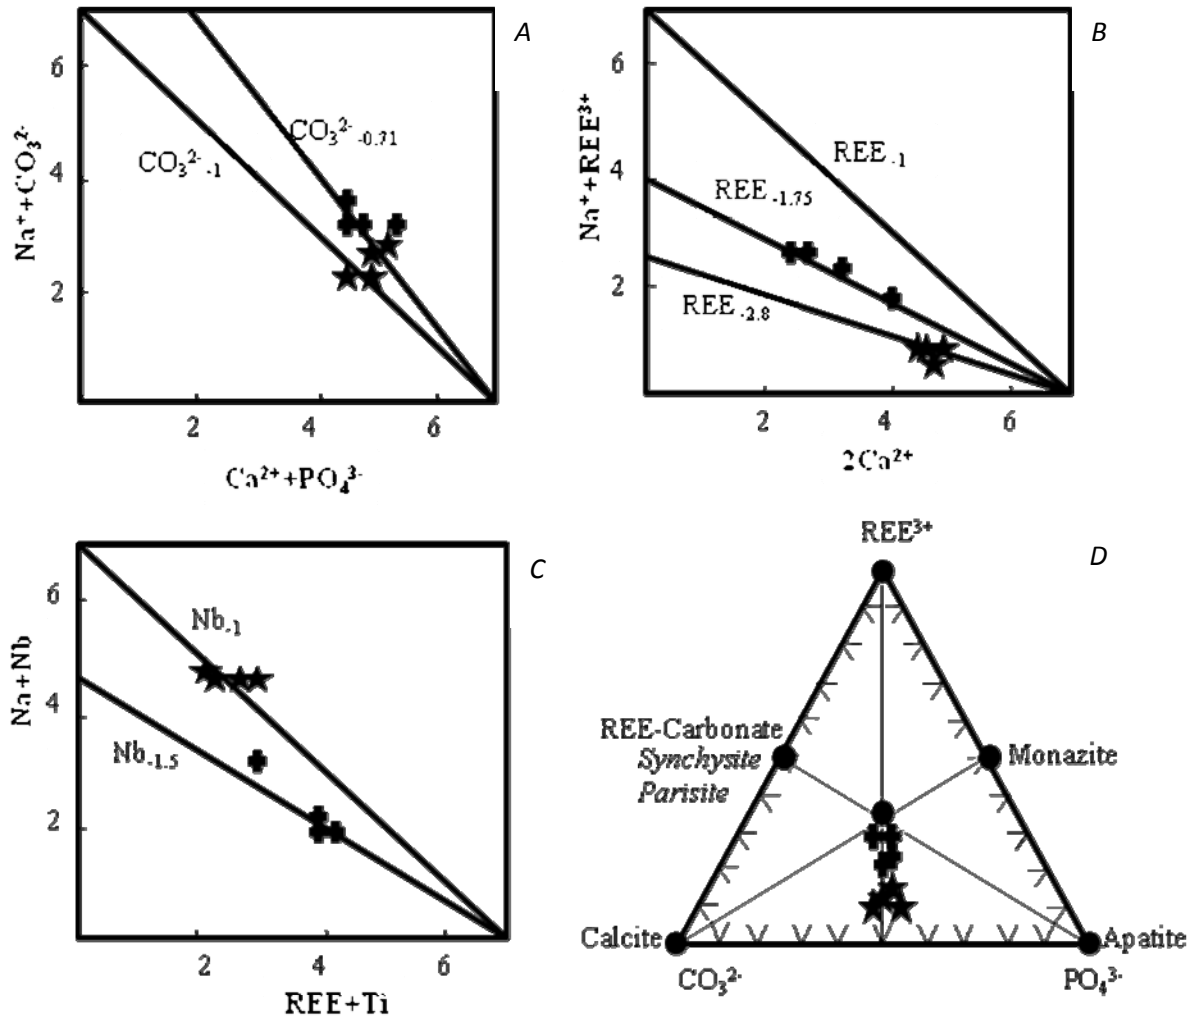 A
Na⁺+CO₃²⁻
6
4
2
CO₃²⁻-0.71
CO₃²⁻-1
2
4
6
Ca²⁺+PO₄³⁻
B
Na⁺+REE³⁺
6
4
2
REE-1
REE-1.75
REE-2.8
2
4
6
2Ca²⁺
C
Na+Nb
6
4
2
Nb-1
Nb-1.5
2
4
6
REE+Ti
D
REE³⁺
REE-Carbonate
Synchysite
Parisite
Monazite
Calcite
Apatite
CO₃²⁻
PO₄³⁻